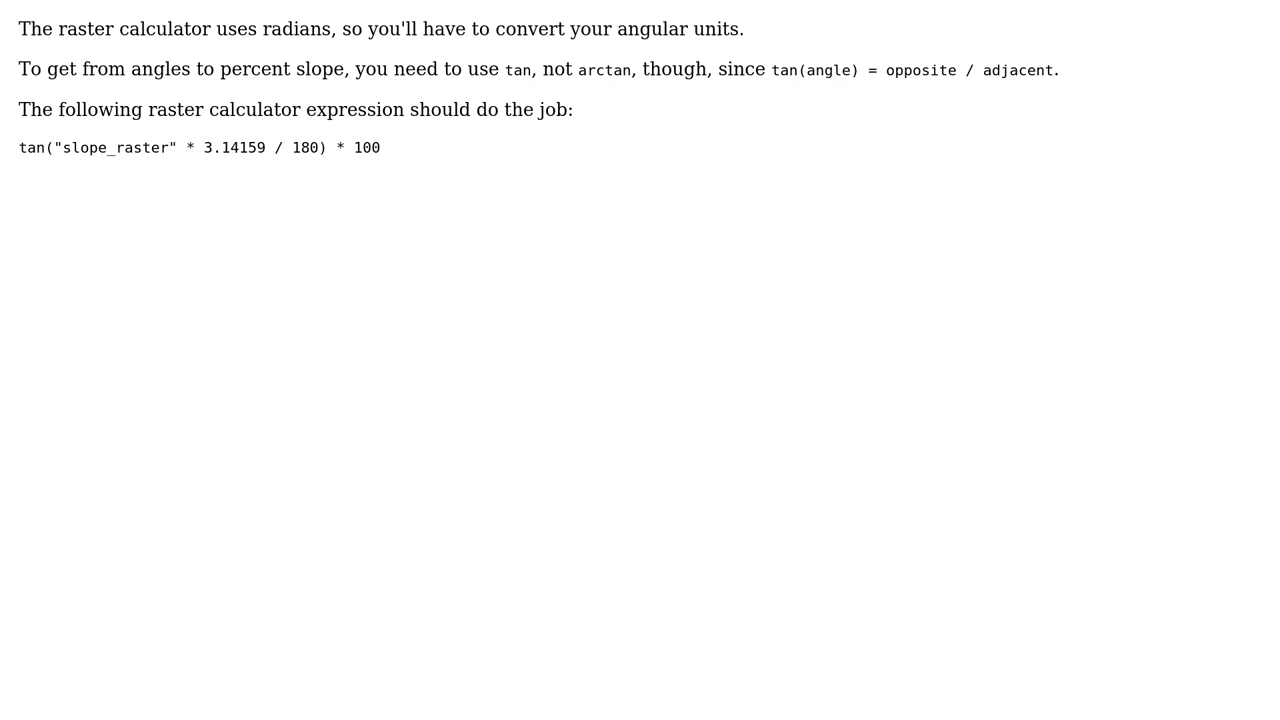 The raster calculator uses radians, so you'll have to convert your angular units.
To get from angles to percent slope, you need to use tan, not arctan, though, since tan(angle) = opposite / adjacent.
The following raster calculator expression should do the job:
tan("slope_raster" * 3.14159 / 180) * 100